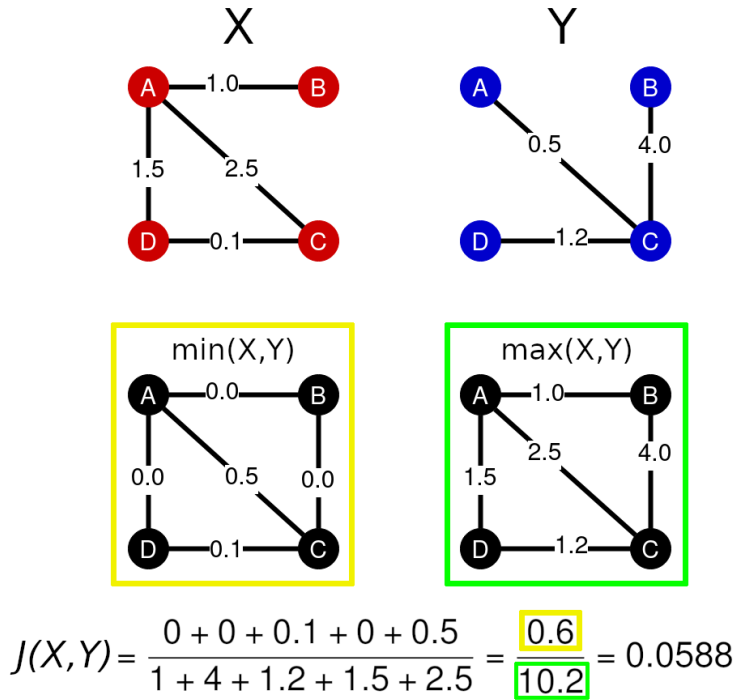 X Y
A 1.0 B A B
1.5 2.5 0.5 4.0
D 0.1 C D 1.2 C
min(X,Y) max(X,Y)
A 0.0 B A 1.0 B
0.0 0.5 0.0 1.5 2.5 4.0
D 0.1 C D 1.2 C
J(X,Y) = 0 + 0 + 0.1 + 0 + 0.5 / 1 + 4 + 1.2 + 1.5 + 2.5 = 0.6 / 10.2 = 0.0588